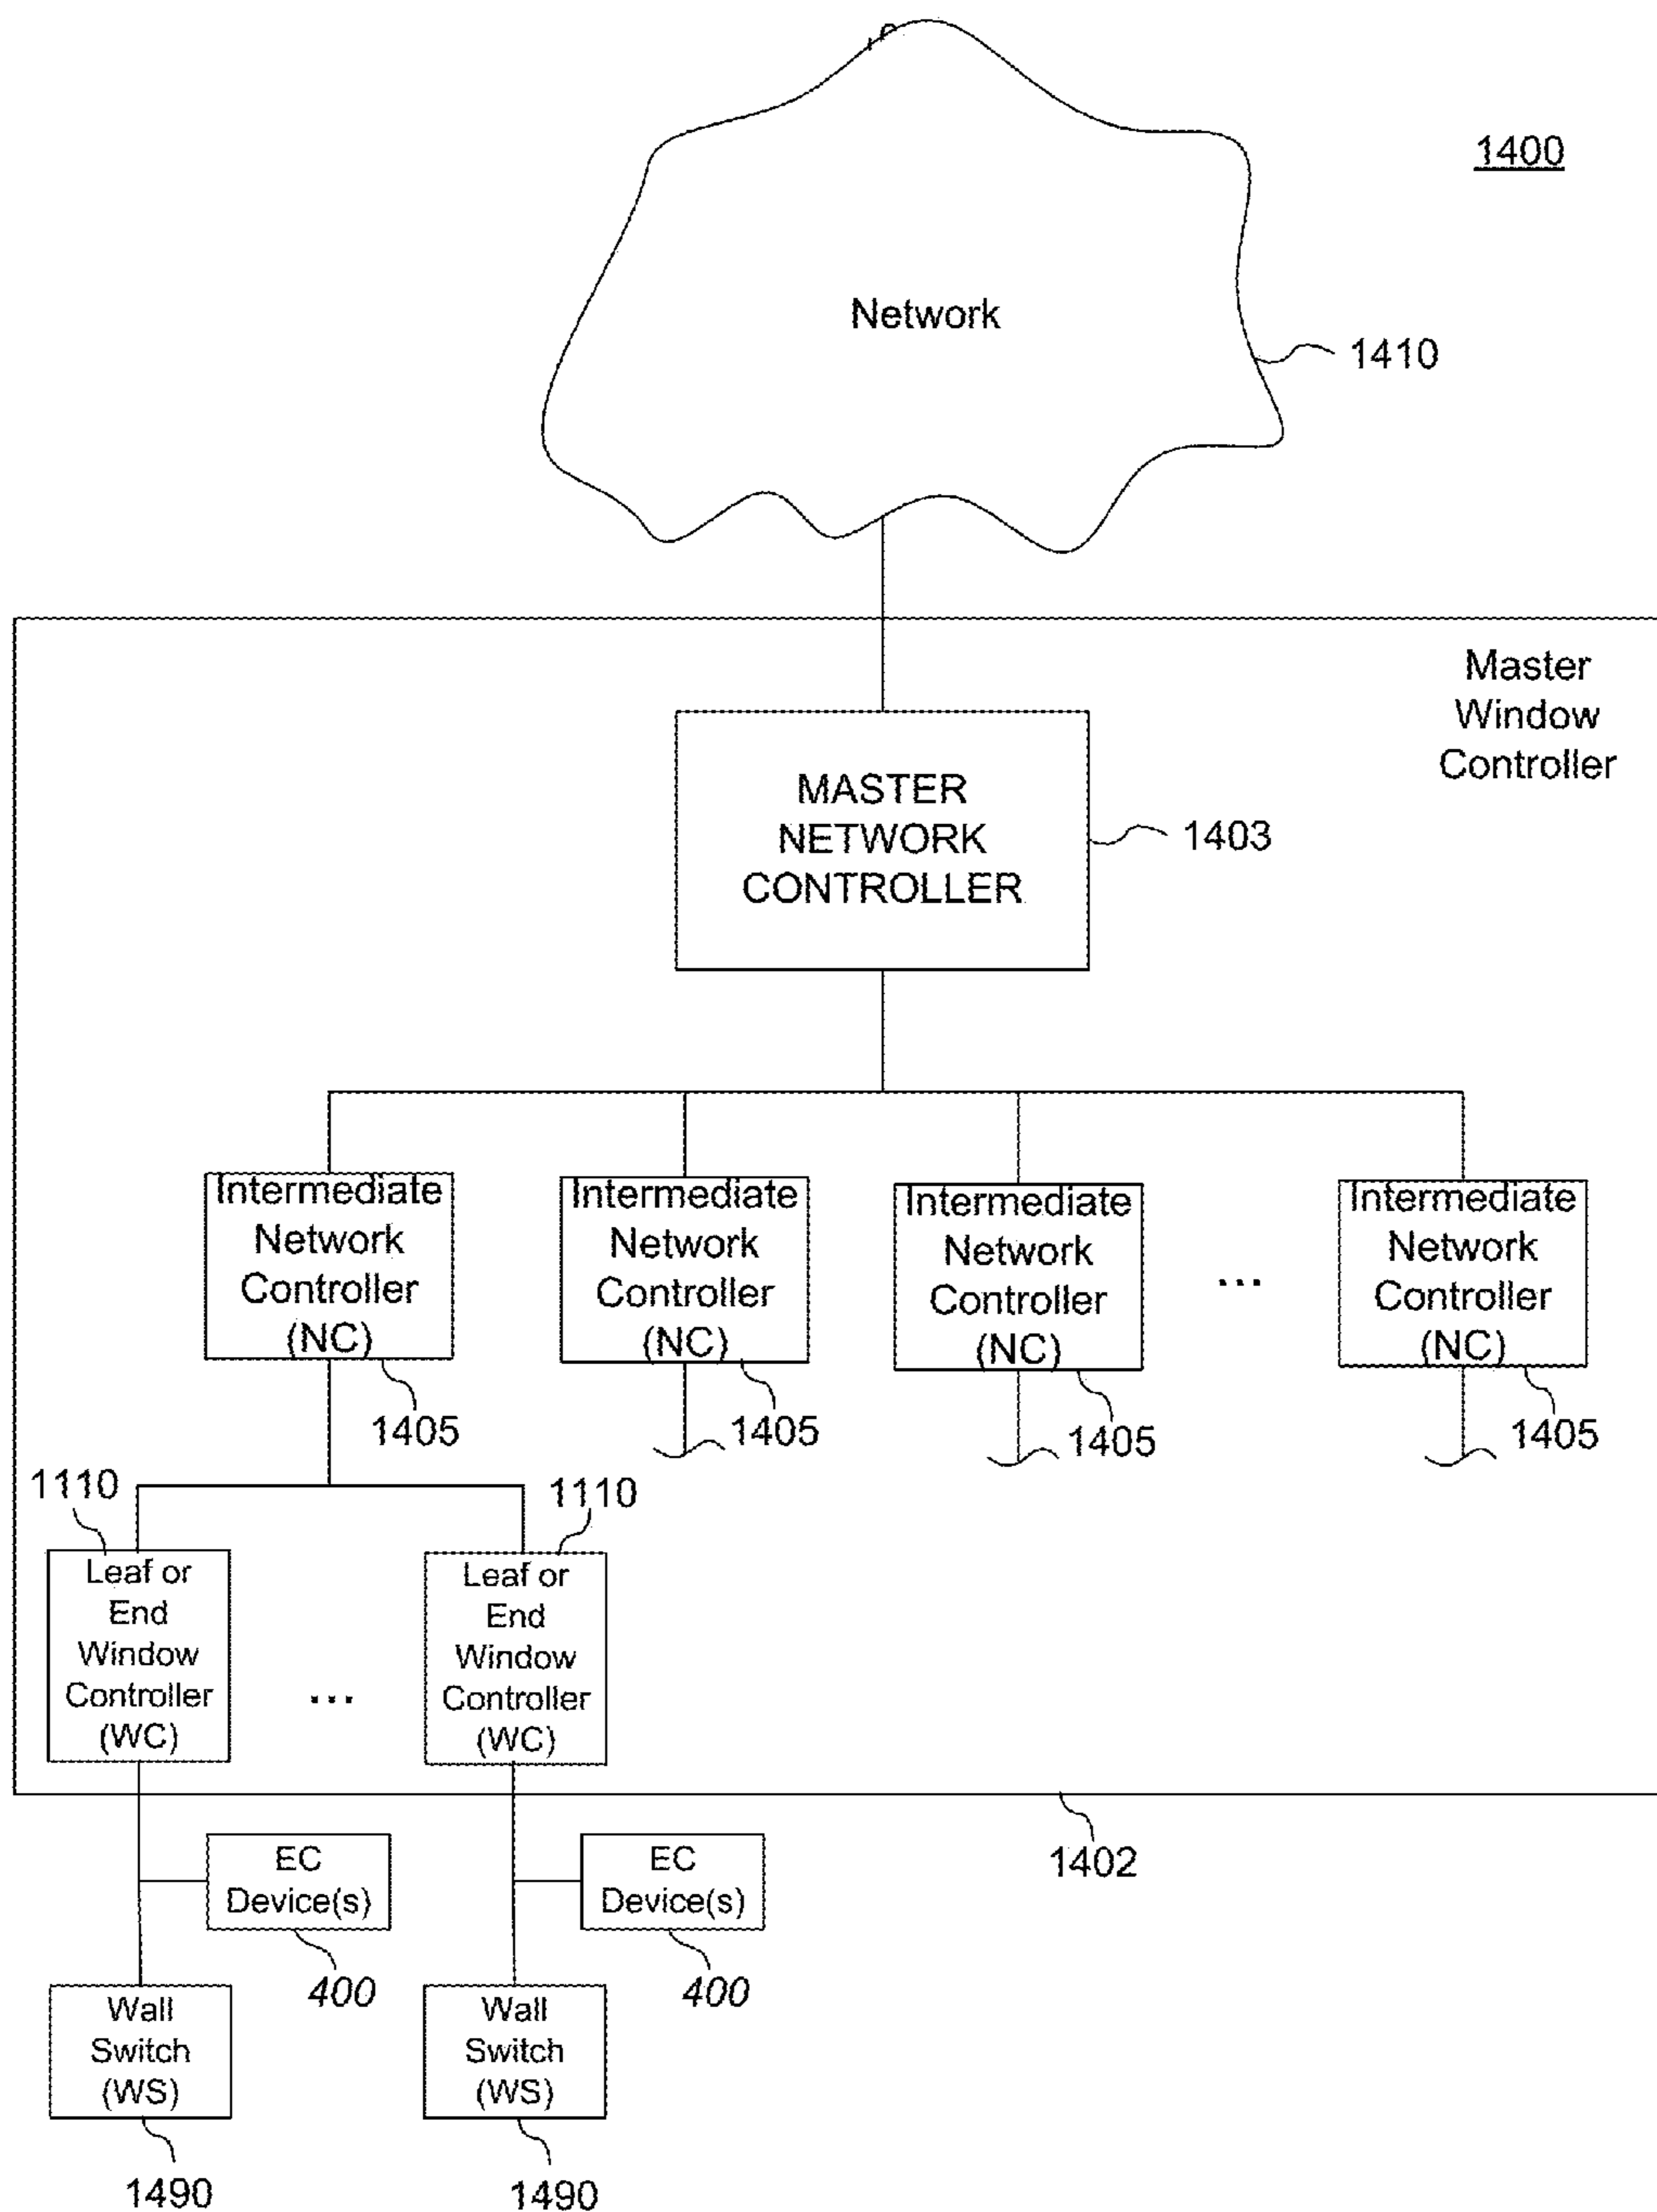 1400
Network
1410
Master
Window
Controller
MASTER
NETWORK
CONTROLLER
1403
Intermediate
Network
Controller
(NC)
1405
Intermediate
Network
Controller
(NC)
1405
Intermediate
Network
Controller
(NC)
1405
...
Intermediate
Network
Controller
(NC)
1405
1110
Leaf or
End
Window
Controller
(WC)
...
1110
Leaf or
End
Window
Controller
(WC)
1402
EC
Device(s)
400
EC
Device(s)
400
Wall
Switch
(WS)
1490
Wall
Switch
(WS)
1490